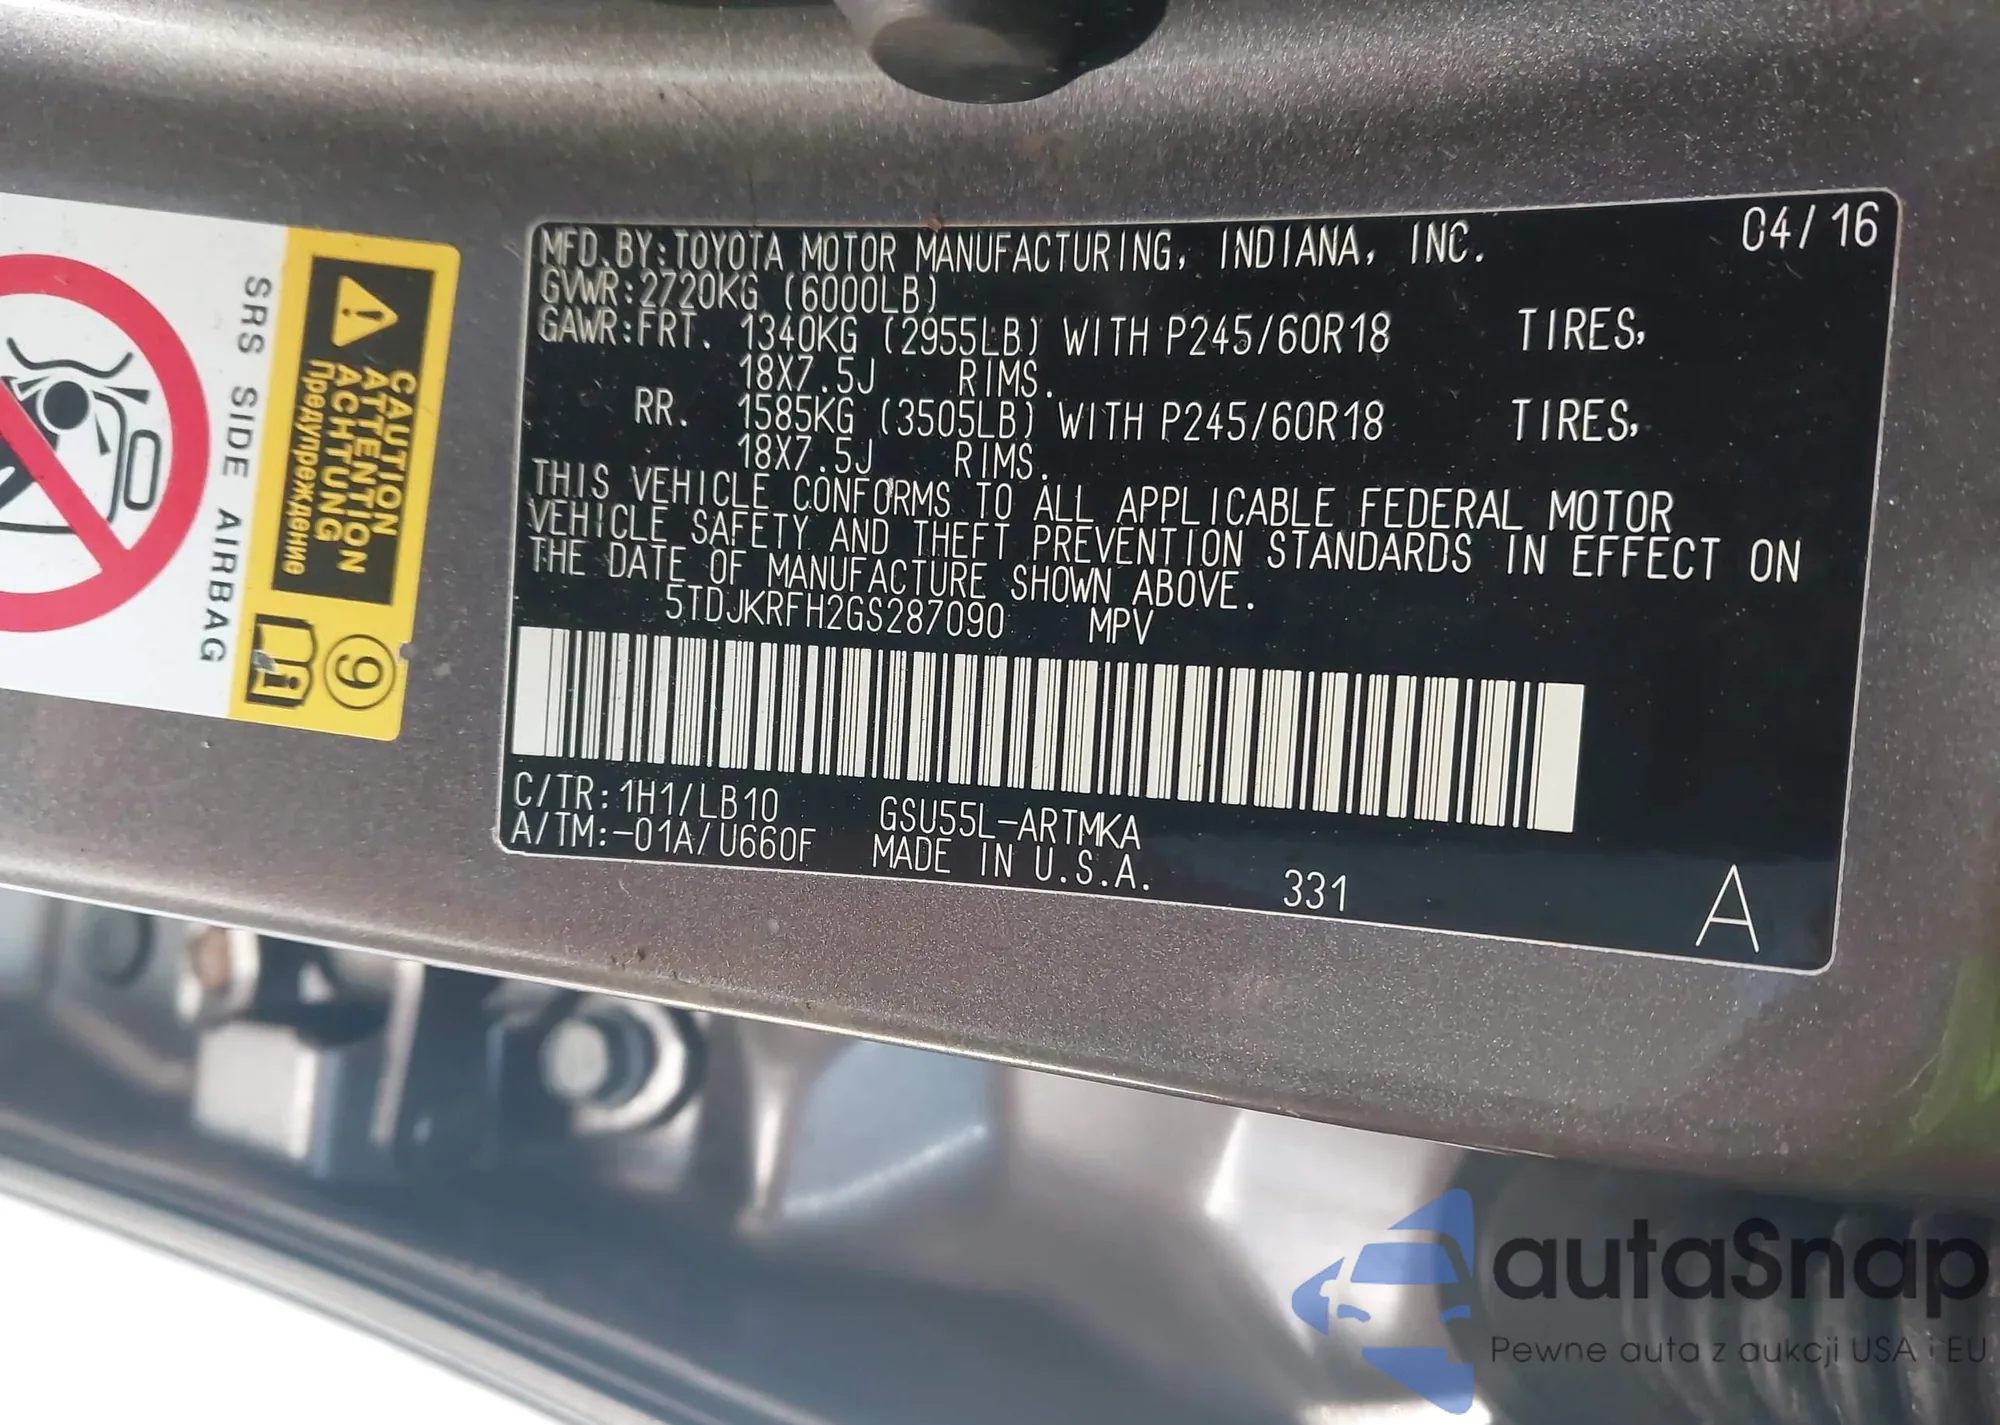 MFD.BY:TOYOTA MOTOR MANUFACTURING, INDIANA, INC. 04/16
GVWR:2720KG (6000LB)
GAWR:FRT. 1340KG (2955LB) WITH P245/60R18 TIRES,
18X7.5J RIMS.
RR. 1585KG (3505LB) WITH P245/60R18 TIRES,
18X7.5J RIMS.
THIS VEHICLE CONFORMS TO ALL APPLICABLE FEDERAL MOTOR
VEHICLE SAFETY AND THEFT PREVENTION STANDARDS IN EFFECT ON
THE DATE OF MANUFACTURE SHOWN ABOVE.
5TDJKRFH2GS287090 MPV
C/TR:1H1/LB10 GSU55L-ARTMKA
A/TM:-01A/U660F MADE IN U.S.A. 331 A
CAUTION
ATTENTION
ACHTUNG
Предупреждение
SRS SIDE AIRBAG
9
autaSnap
Pewne auta z aukcji USA i EU